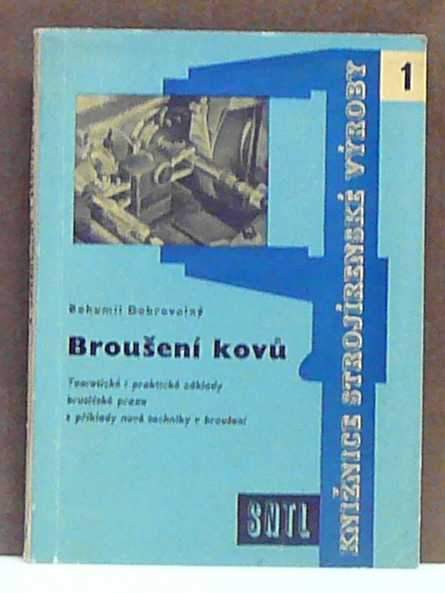 1
KNIŽNICE STROJÍRENSKÉ VÝROBY
Bohumil Dobrovolný
Broušení kovů
Teoretické i praktické základy
brusičské praxe
s příklady nové techniky v broušení
SNTL